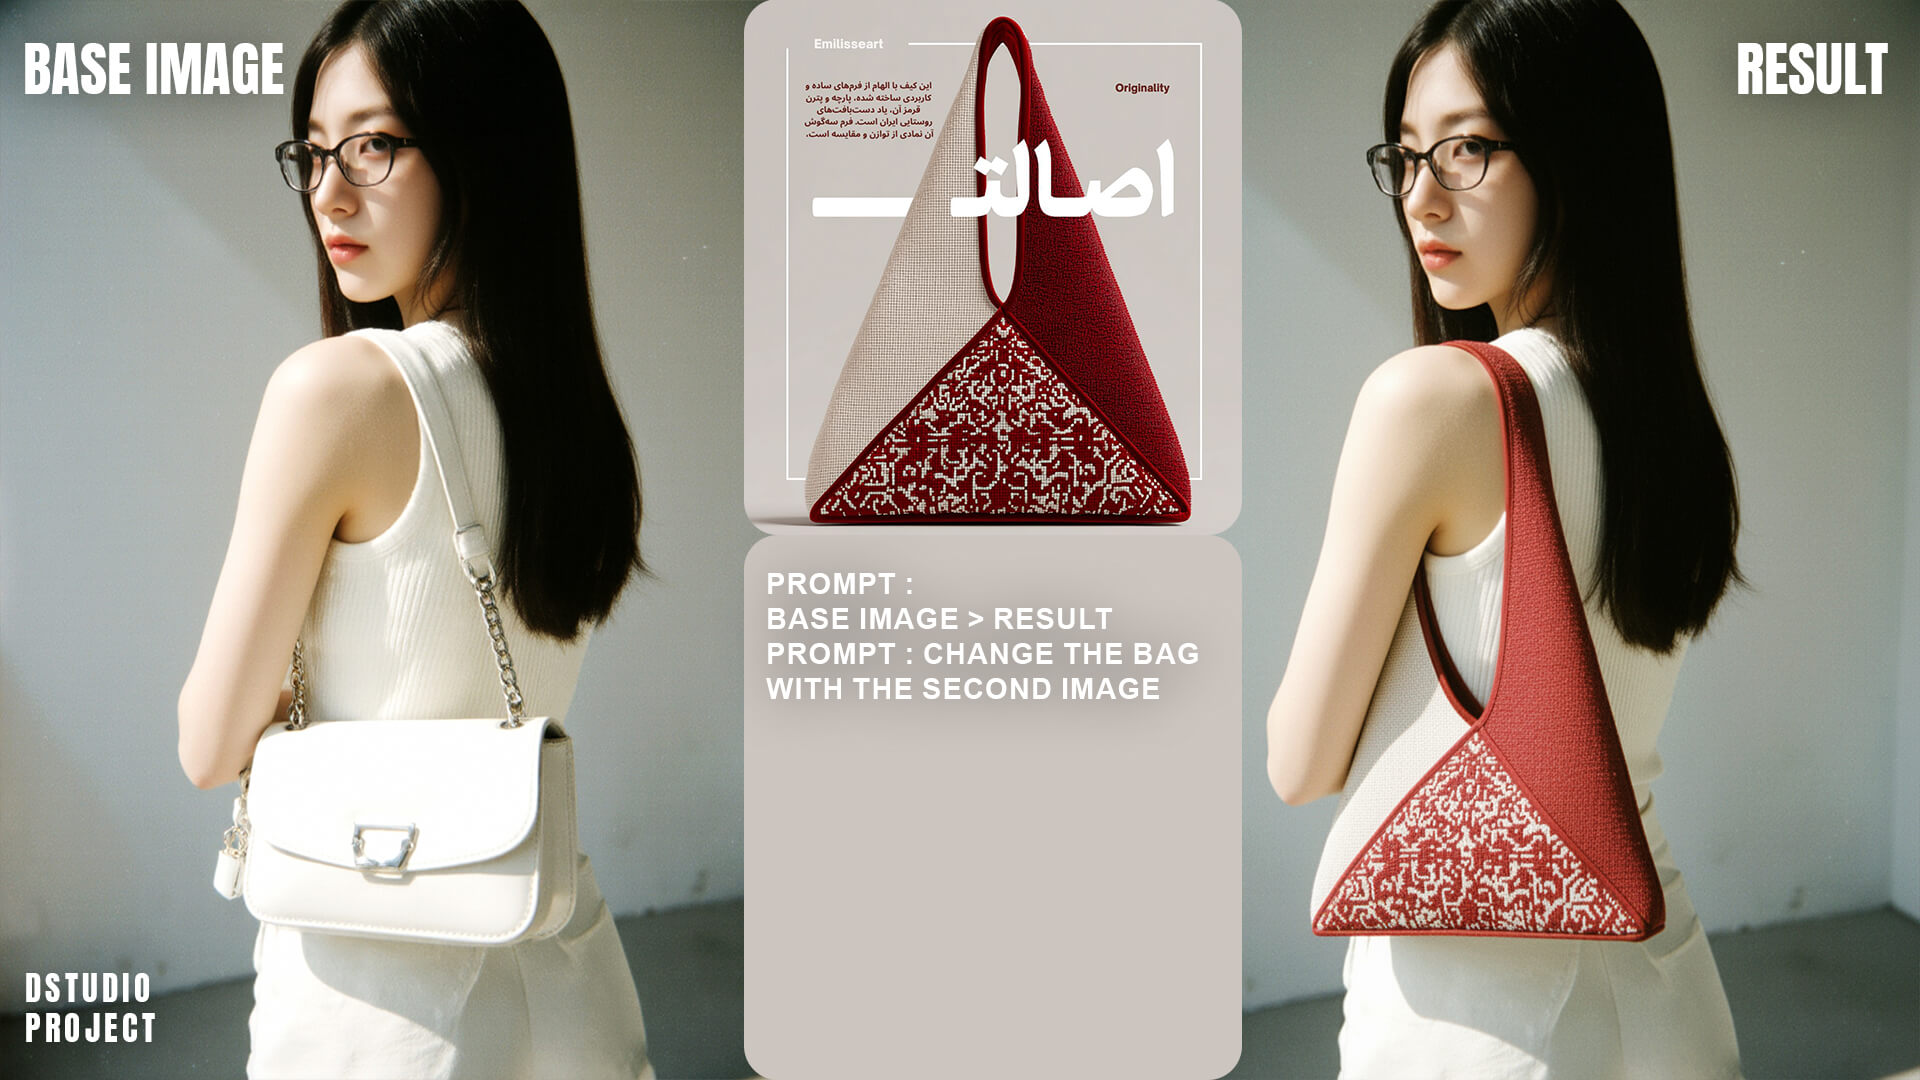 BASE IMAGE
Emilisseart
این کیف با الهام از فرم‌های ساده و
کاربردی ساخته شده، پارچه و پترن
قرمز آن، یاد دست‌بافت‌های
روستایی ایران است. فرم سه‌گوش
آن نمادی از توازن و مقایسه است.
Originality
اصالتـــ
PROMPT :
BASE IMAGE > RESULT
PROMPT : CHANGE THE BAG
WITH THE SECOND IMAGE
RESULT
DSTUDIO
PROJECT